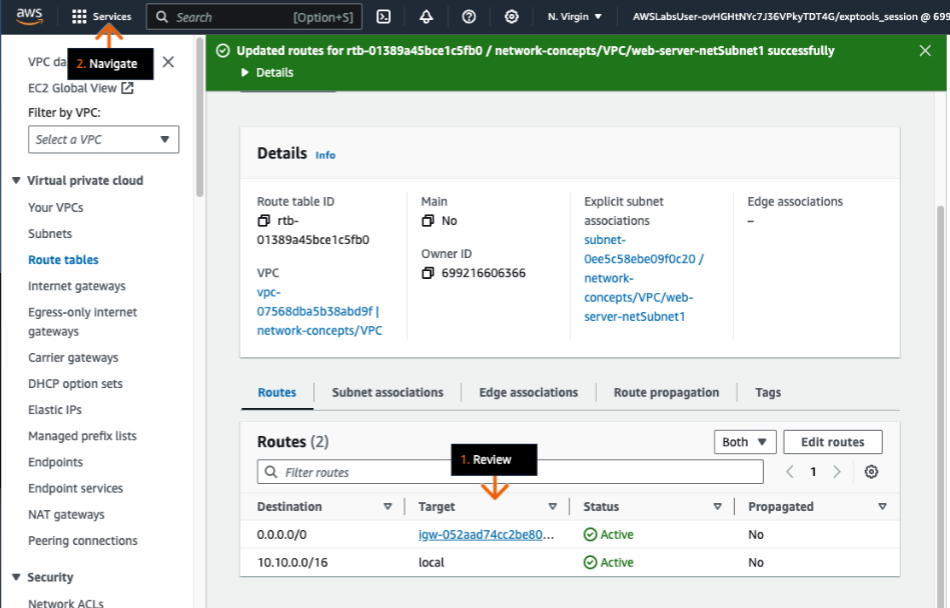 aws
Services
Search
[Option+S]
N. Virgin
AWSLabsUser-ovHGHtNYc7J36VPkyTDT4G/exptools_session @ 699
2. Navigate
VPC da
EC2 Global View
Filter by VPC:
Select a VPC
Virtual private cloud
Your VPCs
Subnets
Route tables
Internet gateways
Egress-only internet
gateways
Carrier gateways
DHCP option sets
Elastic IPs
Managed prefix lists
Endpoints
Endpoint services
NAT gateways
Peering connections
Security
Network ACLs
Updated routes for rtb-01389a45bce1c5fb0 / network-concepts/VPC/web-server-netSubnet1 successfully
Details
Details Info
Route table ID
rtb-
01389a45bce1c5fb0
VPC
vpc-
07568dba5b38abd9f |
network-concepts/VPC
Main
No
Owner ID
699216606366
Explicit subnet
associations
subnet-
0ee5c58ebe09f0c20 /
network-
concepts/VPC/web-
server-netSubnet1
Edge associations
–
Routes
Subnet associations
Edge associations
Route propagation
Tags
Routes (2)
Both
Edit routes
1. Review
Filter routes
1
Destination
Target
Status
Propagated
0.0.0.0/0
igw-052aad74cc2be80...
Active
No
10.10.0.0/16
local
Active
No